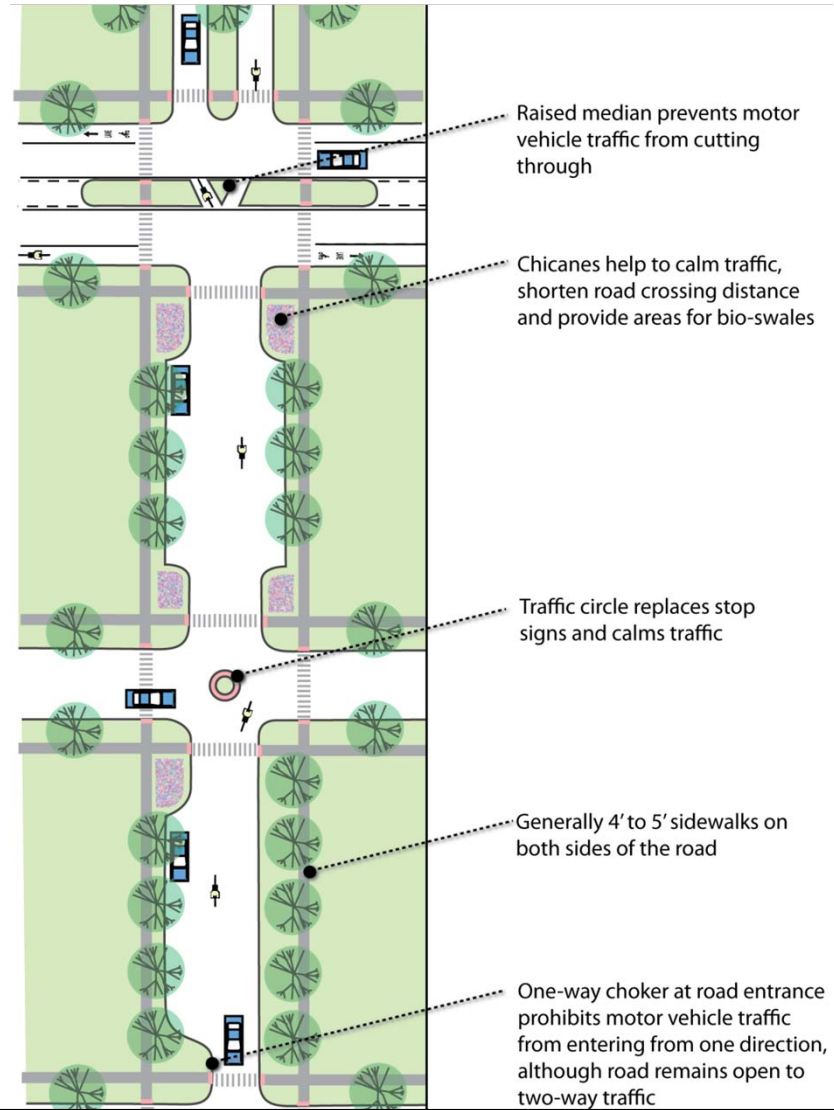 Raised median prevents motor
vehicle traffic from cutting
through
Chicanes help to calm traffic,
shorten road crossing distance
and provide areas for bio-swales
Traffic circle replaces stop
signs and calms traffic
Generally 4’ to 5’ sidewalks on
both sides of the road
One-way choker at road entrance
prohibits motor vehicle traffic
from entering from one direction,
although road remains open to
two-way traffic